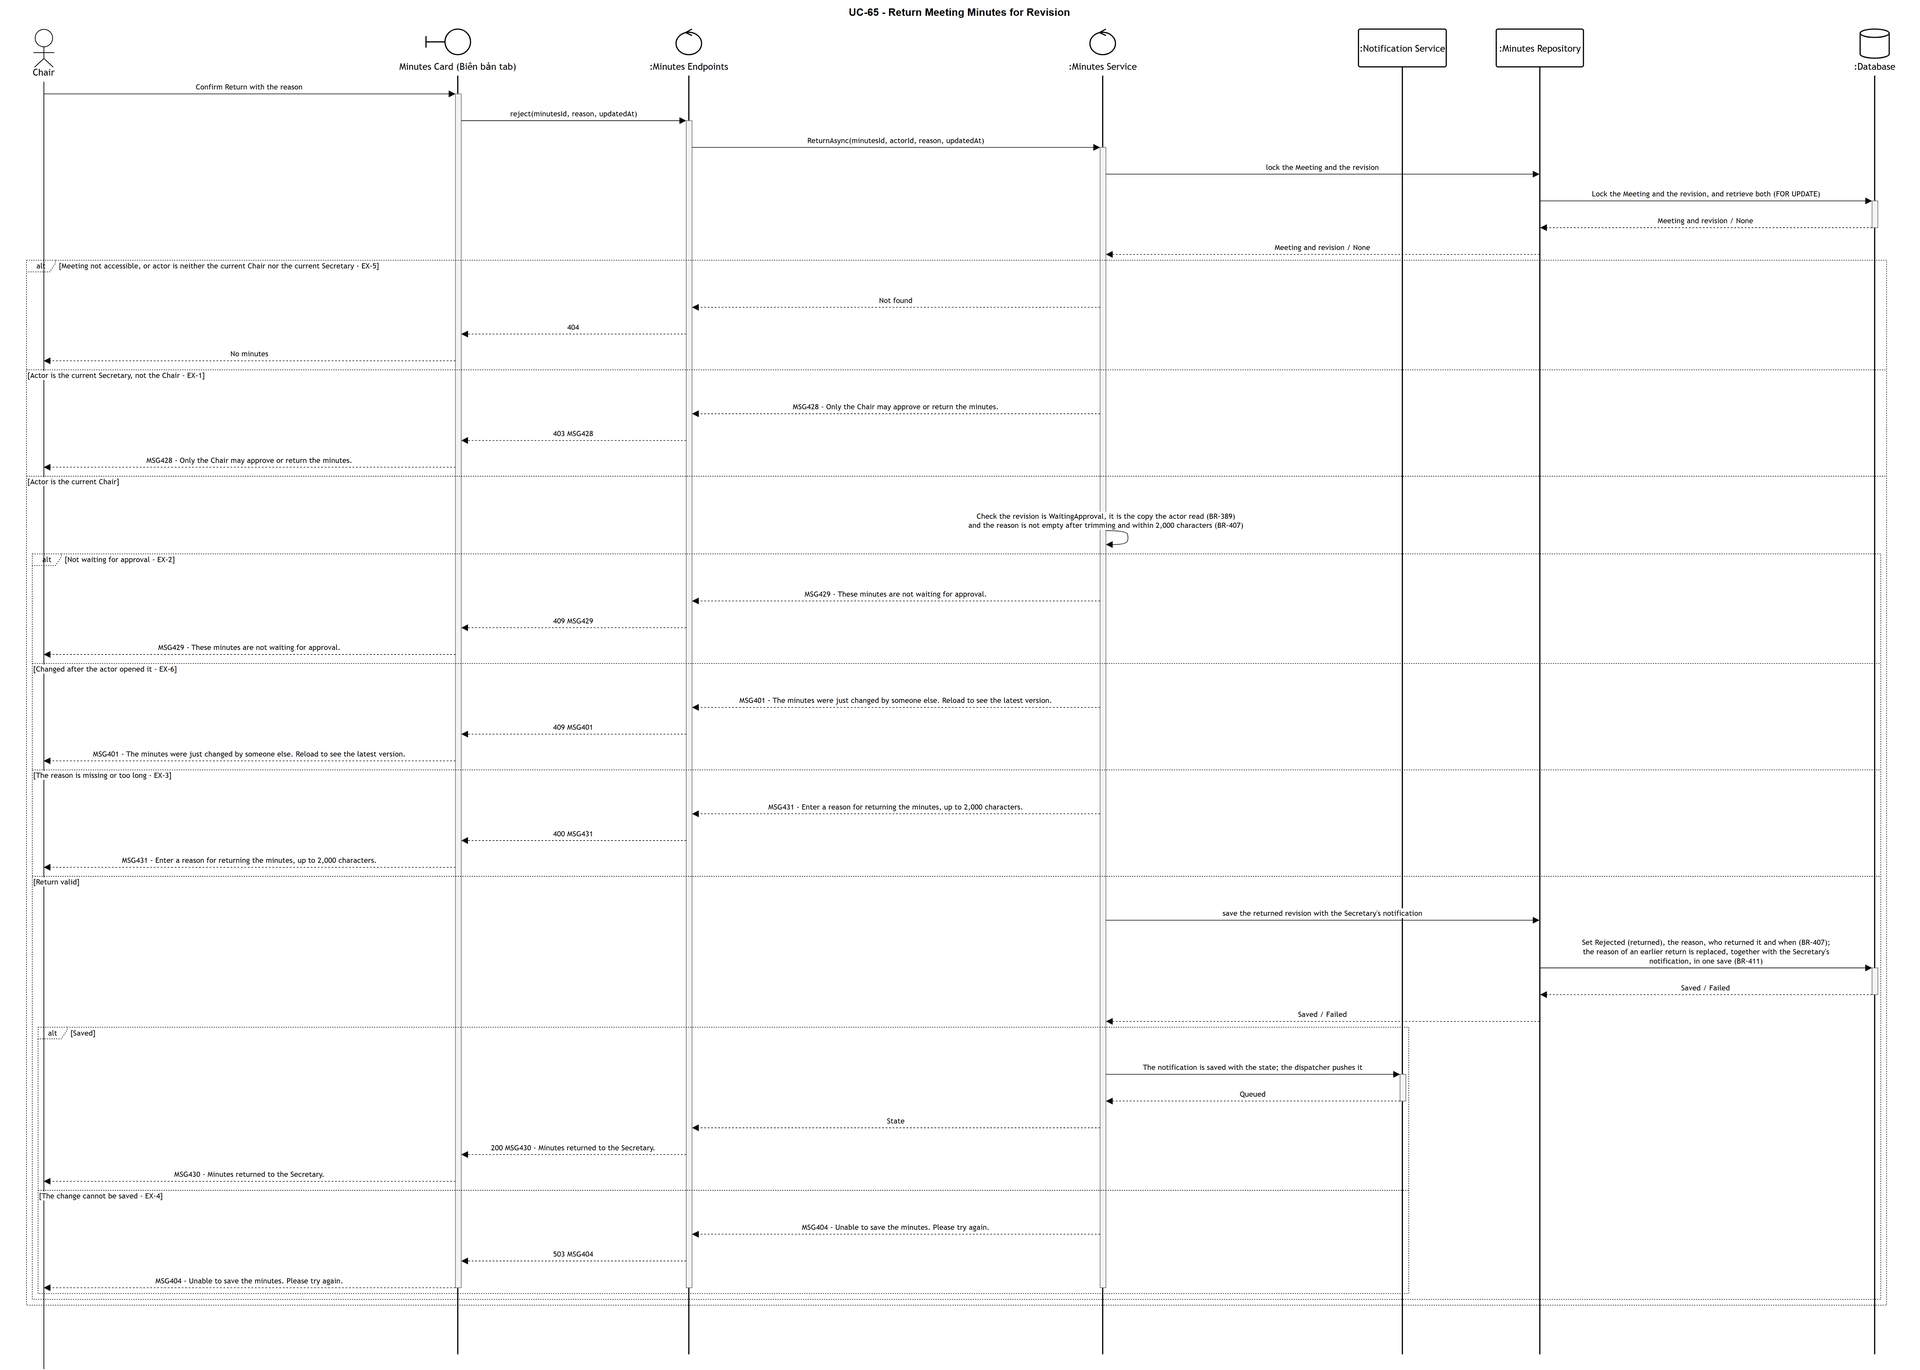 UC-65 - Return Meeting Minutes for Revision
Chair
Minutes Card (Biên bản tab)
:Minutes Endpoints
:Minutes Service
:Notification Service
:Minutes Repository
:Database
Confirm Return with the reason
reject(minutesId, reason, updatedAt)
ReturnAsync(minutesId, actorId, reason, updatedAt)
lock the Meeting and the revision
Lock the Meeting and the revision, and retrieve both (FOR UPDATE)
Meeting and revision / None
Meeting and revision / None
alt [Meeting not accessible, or actor is neither the current Chair nor the current Secretary - EX-5]
Not found
404
No minutes
[Actor is the current Secretary, not the Chair - EX-1]
MSG428 - Only the Chair may approve or return the minutes.
403 MSG428
MSG428 - Only the Chair may approve or return the minutes.
[Actor is the current Chair]
Check the revision is WaitingApproval, it is the copy the actor read (BR-389)
and the reason is not empty after trimming and within 2,000 characters (BR-407)
alt [Not waiting for approval - EX-2]
MSG429 - These minutes are not waiting for approval.
409 MSG429
MSG429 - These minutes are not waiting for approval.
[Changed after the actor opened it - EX-6]
MSG401 - The minutes were just changed by someone else. Reload to see the latest version.
409 MSG401
MSG401 - The minutes were just changed by someone else. Reload to see the latest version.
[The reason is missing or too long - EX-3]
MSG431 - Enter a reason for returning the minutes, up to 2,000 characters.
400 MSG431
MSG431 - Enter a reason for returning the minutes, up to 2,000 characters.
[Return valid]
save the returned revision with the Secretary's notification
Set Rejected (returned), the reason, who returned it and when (BR-407);
the reason of an earlier return is replaced, together with the Secretary's
notification, in one save (BR-411)
Saved / Failed
Saved / Failed
alt [Saved]
The notification is saved with the state; the dispatcher pushes it
Queued
State
200 MSG430 - Minutes returned to the Secretary.
MSG430 - Minutes returned to the Secretary.
[The change cannot be saved - EX-4]
MSG404 - Unable to save the minutes. Please try again.
503 MSG404
MSG404 - Unable to save the minutes. Please try again.